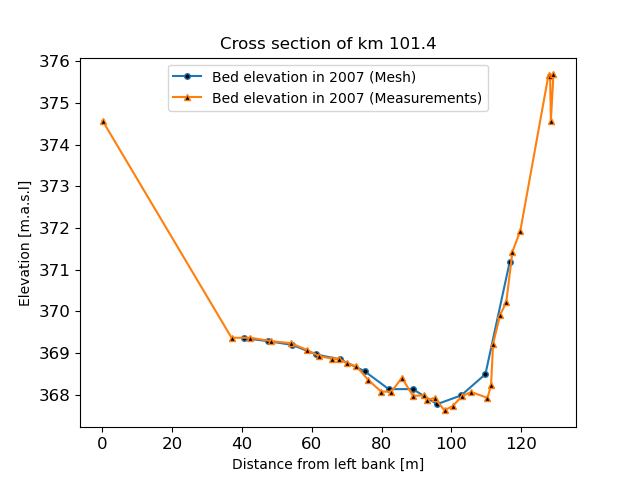 Cross section of km 101.4
Bed elevation in 2007 (Mesh)
Bed elevation in 2007 (Measurements)
Elevation [m.a.s.l]
376
375
374
373
372
371
370
369
368
0 20 40 60 80 100 120
Distance from left bank [m]